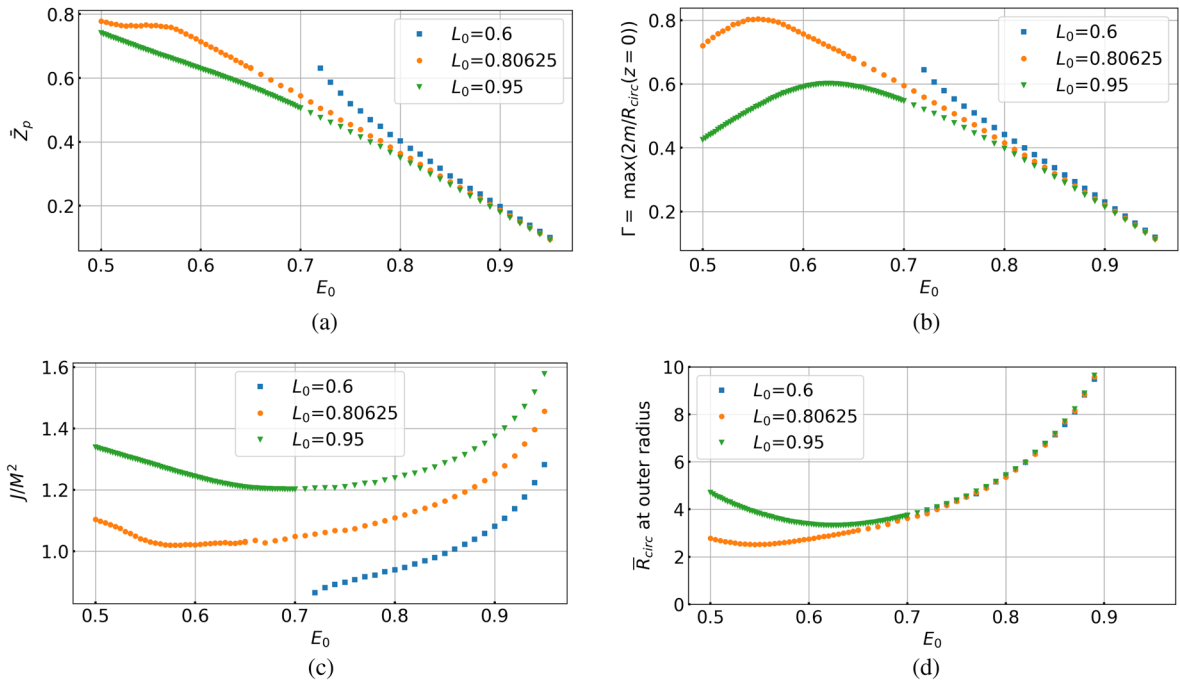 0.8
0.6
0.4
0.2
Z̄p
0.5 0.6 0.7 0.8 0.9
E0
L0=0.6
L0=0.80625
L0=0.95
(a)
0.8
0.6
0.4
0.2
Γ = max(2m/Rcirc(z = 0))
0.5 0.6 0.7 0.8 0.9
E0
L0=0.6
L0=0.80625
L0=0.95
(b)
1.6
1.4
1.2
1.0
J/M²
0.5 0.6 0.7 0.8 0.9
E0
L0=0.6
L0=0.80625
L0=0.95
(c)
10
8
6
4
2
0
R̄circ at outer radius
0.5 0.6 0.7 0.8 0.9
E0
L0=0.6
L0=0.80625
L0=0.95
(d)